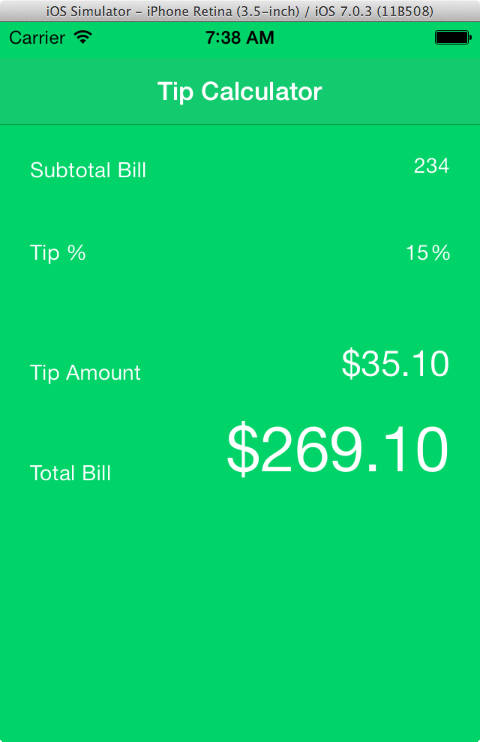 iOS Simulator – iPhone Retina (3.5-inch) / iOS 7.0.3 (11B508)
Carrier 7:38 AM
Tip Calculator
Subtotal Bill 234
Tip % 15%
Tip Amount $35.10
Total Bill $269.10